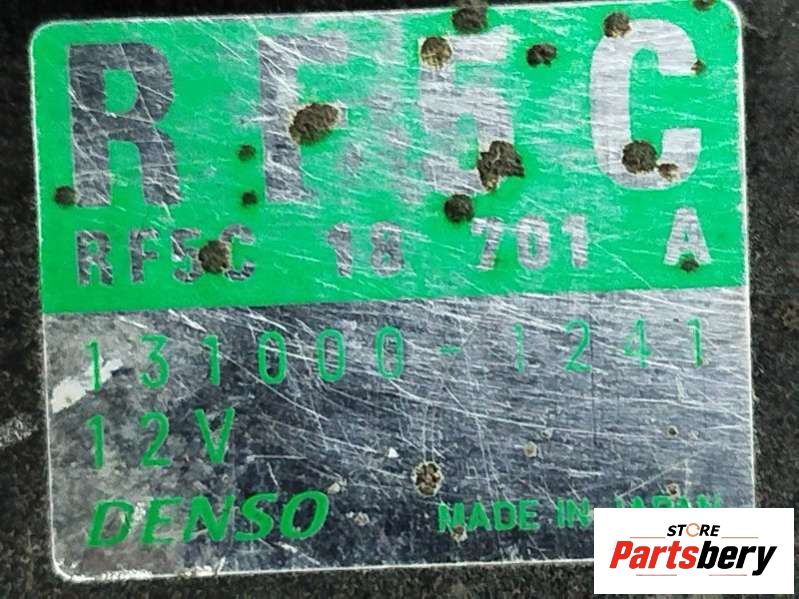 RF5C
RF5C 18 701 A
131000-1241
12V
DENSO
MADE IN JAPAN
STORE
Partsbery